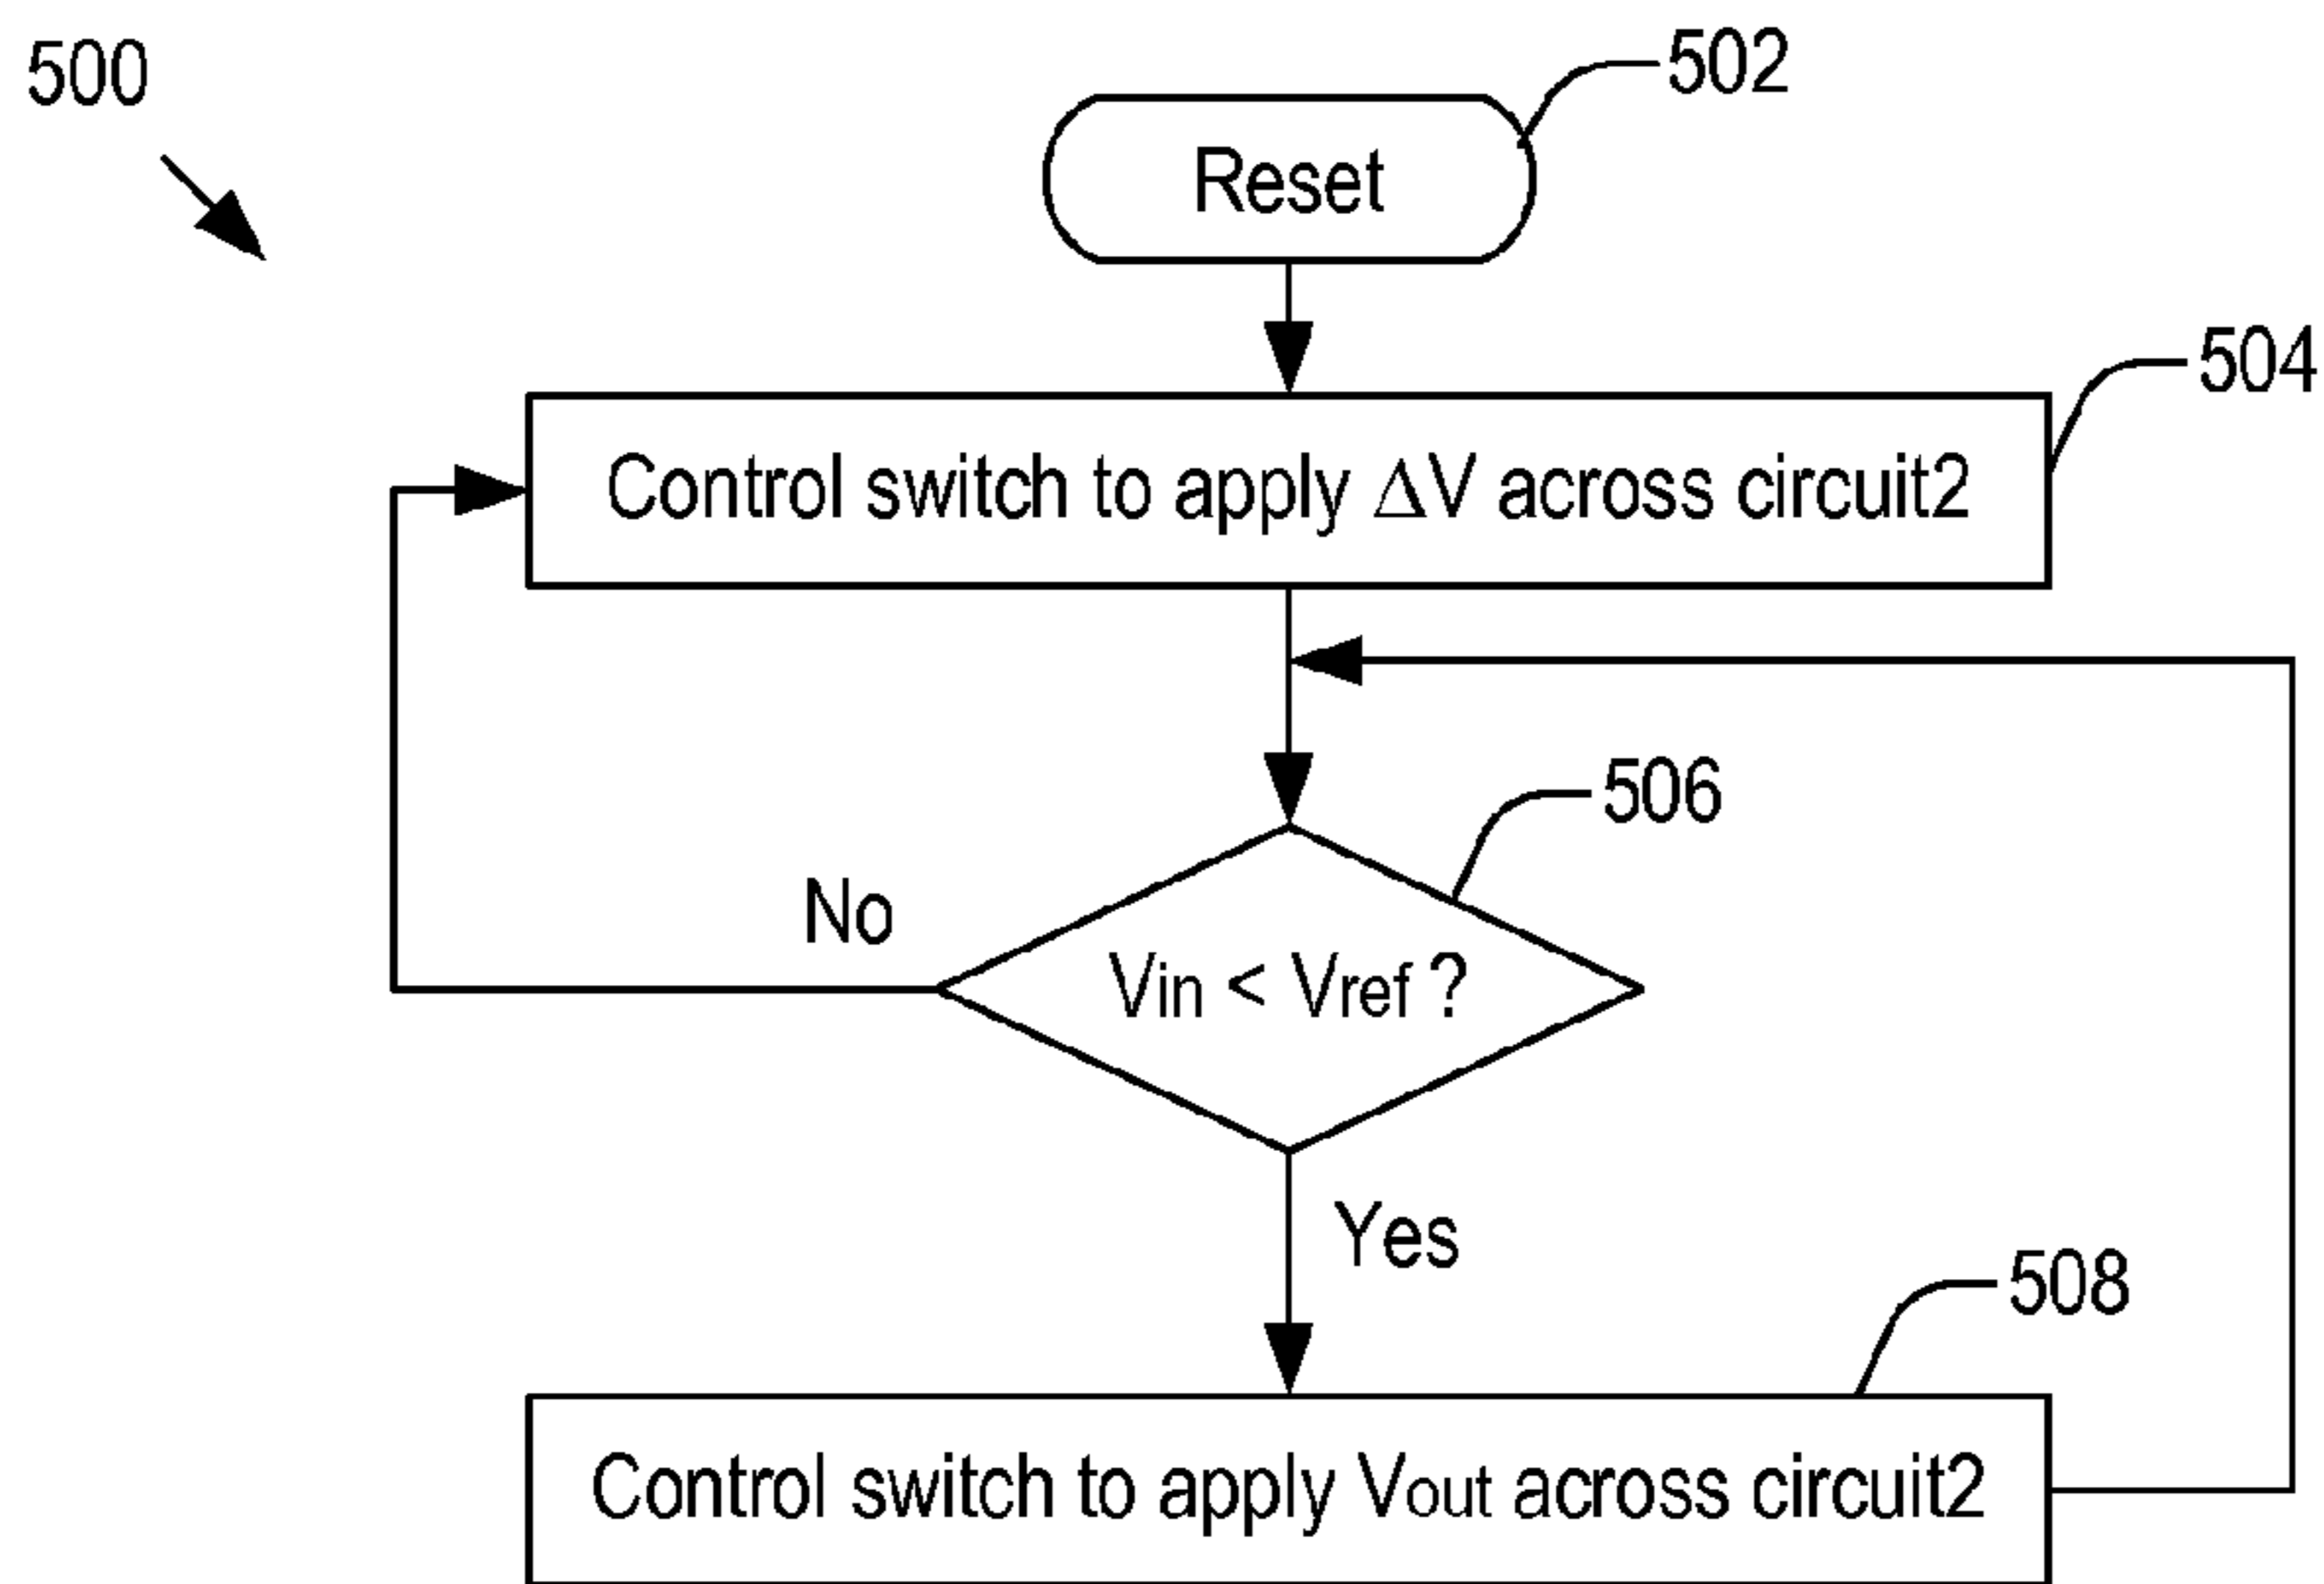 500
502
Reset
504
Control switch to apply ΔV across circuit2
506
No
Vin < Vref ?
Yes
508
Control switch to apply Vout across circuit2